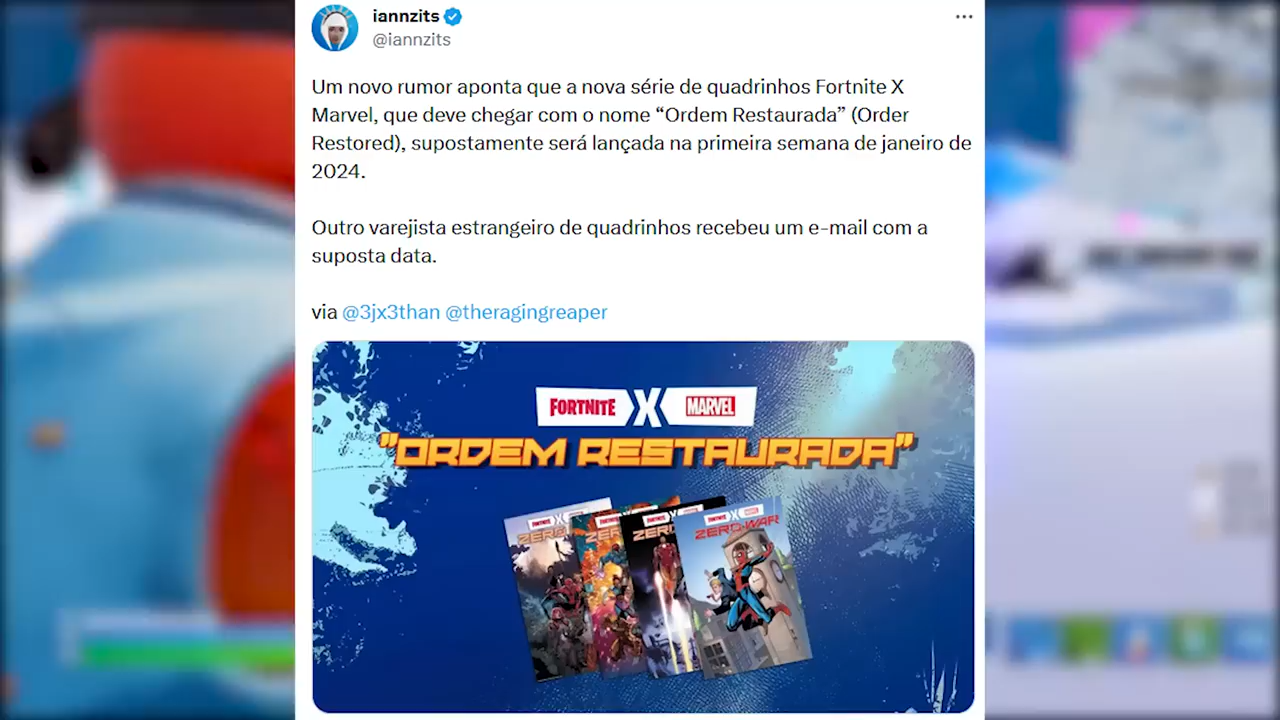 iannzits
@iannzits
Um novo rumor aponta que a nova série de quadrinhos Fortnite X
Marvel, que deve chegar com o nome “Ordem Restaurada” (Order
Restored), supostamente será lançada na primeira semana de janeiro de
2024.
Outro varejista estrangeiro de quadrinhos recebeu um e-mail com a
suposta data.
via @3jx3than @theragingreaper
FORTNITE X MARVEL
"ORDEM RESTAURADA"
FORTNITE X MARVEL
ZERO WAR